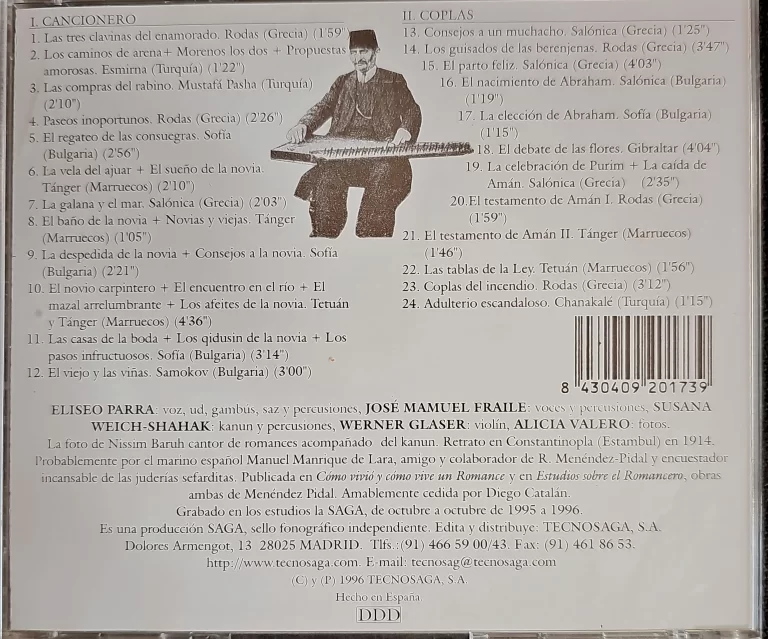 I. CANCIONERO
1. Las tres clavinas del enamorado. Rodas (Grecia) (1'59")
2. Los caminos de arena+ Morenos los dos + Propuestas
amorosas. Esmirna (Turquía) (1'22")
3. Las compras del rabino. Mustafá Pasha (Turquía)
(2'10")
4. Paseos inoportunos. Rodas (Grecia) (2'26")
5. El regateo de las consuegras. Sofía
(Bulgaria) (2'56")
6. La vela del ajuar + El sueño de la novia.
Tánger (Marruecos) (2'10")
7. La galana y el mar. Salónica (Grecia) (2'03")
8. El baño de la novia + Novias y viejas. Tánger
(Marruecos) (1'05")
9. La despedida de la novia + Consejos a la novia. Sofía
(Bulgaria) (2'21")
10. El novio carpintero + El encuentro en el río + El
mazal arrelumbrante + Los afeites de la novia. Tetuán
y Tánger (Marruecos) (4'36")
11. Las casas de la boda + Los qidusin de la novia + Los
pasos infructuosos. Sofía (Bulgaria) (3'14")
12. El viejo y las viñas. Samokov (Bulgaria) (3'00")
II. COPLAS
13. Consejos a un muchacho. Salónica (Grecia) (1'25")
14. Los guisados de las berenjenas. Rodas (Grecia) (3'47")
15. El parto feliz. Salónica (Grecia) (4'03")
16. El nacimiento de Abraham. Salónica (Bulgaria)
(1'19")
17. La elección de Abraham. Sofía (Bulgaria)
(1'15")
18. El debate de las flores. Gibraltar (4'04")
19. La celebración de Purim + La caída de
Amán. Salónica (Grecia) (2'35")
20.El testamento de Amán I. Rodas (Grecia)
(1'59")
21. El testamento de Amán II. Tánger (Marruecos)
(1'46")
22. Las tablas de la Ley. Tetuán (Marruecos) (1'56")
23. Coplas del incendio. Rodas (Grecia) (3'12")
24. Adulterio escandaloso. Chanakalé (Turquía) (1'15")
8 430409 201739
ELISEO PARRA: voz, ud, gambús, saz y percusiones, JOSÉ MAMUEL FRAILE: voces y percusiones, SUSANA
WEICH-SHAHAK: kanun y percusiones, WERNER GLASER: violín, ALICIA VALERO: fotos.
La foto de Nissim Baruh cantor de romances acompañado del kanun. Retrato en Constantinopla (Estambul) en 1914.
Probablemente por el marino español Manuel Manrique de Lara, amigo y colaborador de R. Menéndez-Pidal y encuestador
incansable de las juderias sefarditas. Publicada en Cómo vivió y cómo vive un Romance y en Estudios sobre el Romancero, obras
ambas de Menéndez Pidal. Amablemente cedida por Diego Catalán.
Grabado en los estudios la SAGA, de octubre a octubre de 1995 a 1996.
Es una producción SAGA, sello fonográfico independiente. Edita y distribuye: TECNOSAGA, S.A.
Dolores Armengot, 13 28025 MADRID. Tlfs.:(91) 466 59 00/43. Fax: (91) 461 86 53.
http://www.tecnosaga.com. E-mail: tecnosag@tecnosaga.com
(C) y (P) 1996 TECNOSAGA, S.A.
Hecho en España.
DDD